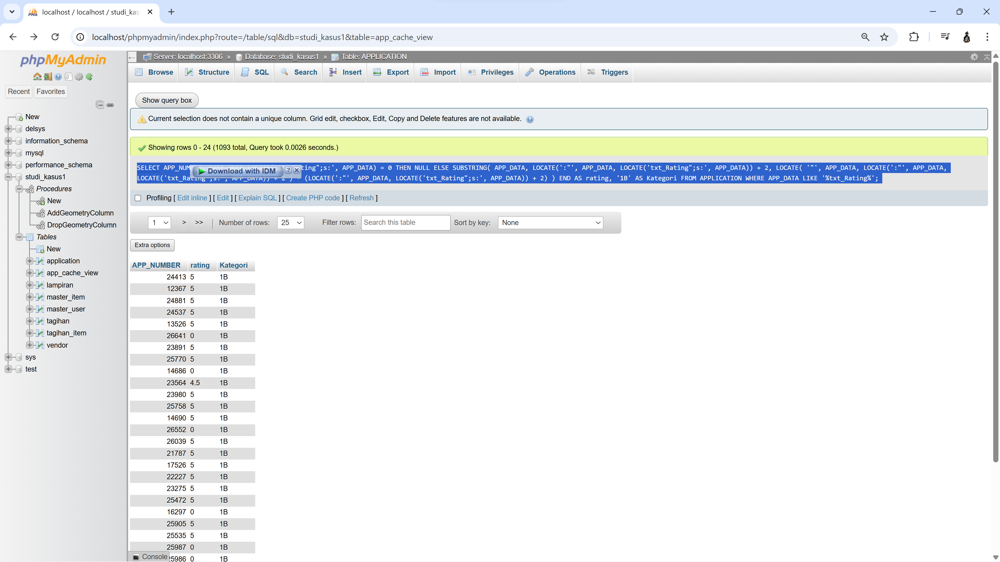 localhost / localhost / studi_kas
localhost/phpmyadmin/index.php?route=/table/sql&db=studi_kasus1&table=app_cache_view
phpMyAdmin
Recent
Favorites
New
delsys
information_schema
mysql
performance_schema
studi_kasus1
Procedures
New
AddGeometryColumn
DropGeometryColumn
Tables
New
application
app_cache_view
lampiran
master_item
master_user
tagihan
tagihan_item
vendor
sys
test
Server: localhost:3306 » Database: studi_kasus1 » Table: APPLICATION
Browse Structure SQL Search Insert Export Import Privileges Operations Triggers
Show query box
Current selection does not contain a unique column. Grid edit, checkbox, Edit, Copy and Delete features are not available.
Showing rows 0 - 24 (1093 total, Query took 0.0026 seconds.)
SELECT APP_NUM ting";s:', APP_DATA) = 0 THEN NULL ELSE SUBSTRING( APP_DATA, LOCATE(':"', APP_DATA, LOCATE('txt_Rating";s:', APP_DATA)) + 2, LOCATE( '"', APP_DATA, LOCATE(':"', APP_DATA,
Download with IDM ?
LOCATE('txt_Rating";s:', APP_DATA)) + 2 ) - (LOCATE(':"', APP_DATA, LOCATE('txt_Rating";s:', APP_DATA)) + 2) ) END AS rating, '1B' AS Kategori FROM APPLICATION WHERE APP_DATA LIKE '%txt_Rating%';
Profiling [ Edit inline ] [ Edit ] [ Explain SQL ] [ Create PHP code ] [ Refresh ]
1 > >> | Number of rows: 25 Filter rows: Search this table Sort by key: None
Extra options
APP_NUMBER rating Kategori
24413 5 1B
12367 5 1B
24881 5 1B
24537 5 1B
13526 5 1B
26641 0 1B
23891 5 1B
25770 5 1B
14686 0 1B
23564 4.5 1B
23980 5 1B
25758 5 1B
14690 5 1B
26552 0 1B
26039 5 1B
21787 5 1B
17526 5 1B
22227 5 1B
23275 5 1B
25472 5 1B
16297 0 1B
25905 5 1B
25535 5 1B
25987 0 1B
5986 0 1B
Console